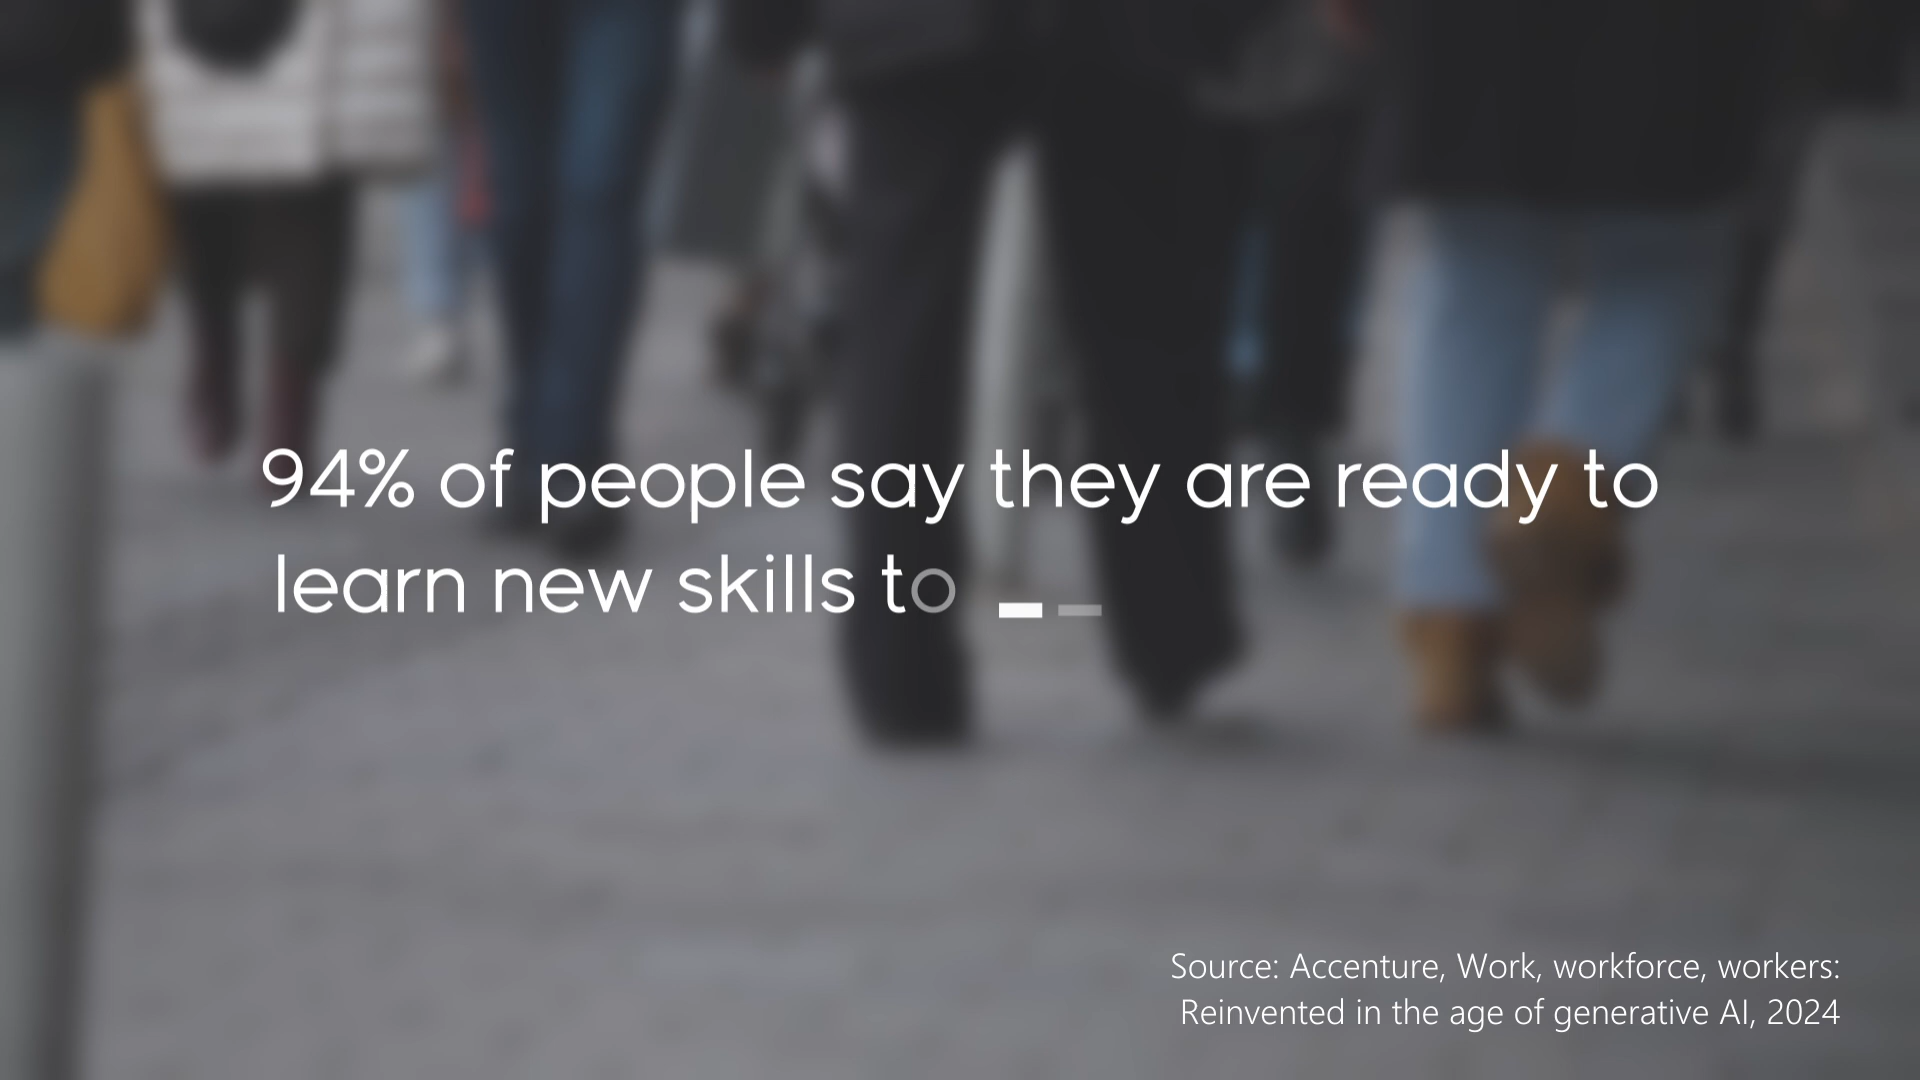 94% of people say they are ready to
learn new skills to _ _
Source: Accenture, Work, workforce, workers:
Reinvented in the age of generative AI, 2024